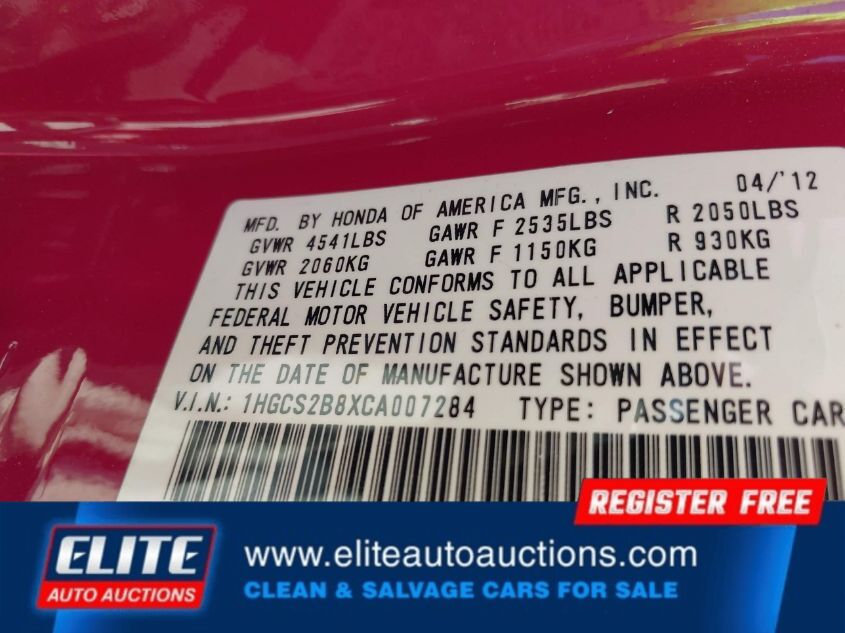 MFD. BY HONDA OF AMERICA MFG., INC. 04/'12
GVWR 4541LBS GAWR F 2535LBS R 2050LBS
GVWR 2060KG GAWR F 1150KG R 930KG
THIS VEHICLE CONFORMS TO ALL APPLICABLE
FEDERAL MOTOR VEHICLE SAFETY, BUMPER,
AND THEFT PREVENTION STANDARDS IN EFFECT
ON THE DATE OF MANUFACTURE SHOWN ABOVE.
V.I.N.: 1HGCS2B8XCA007284 TYPE: PASSENGER CAR
REGISTER FREE
ELITE
AUTO AUCTIONS
www.eliteautoauctions.com
CLEAN & SALVAGE CARS FOR SALE